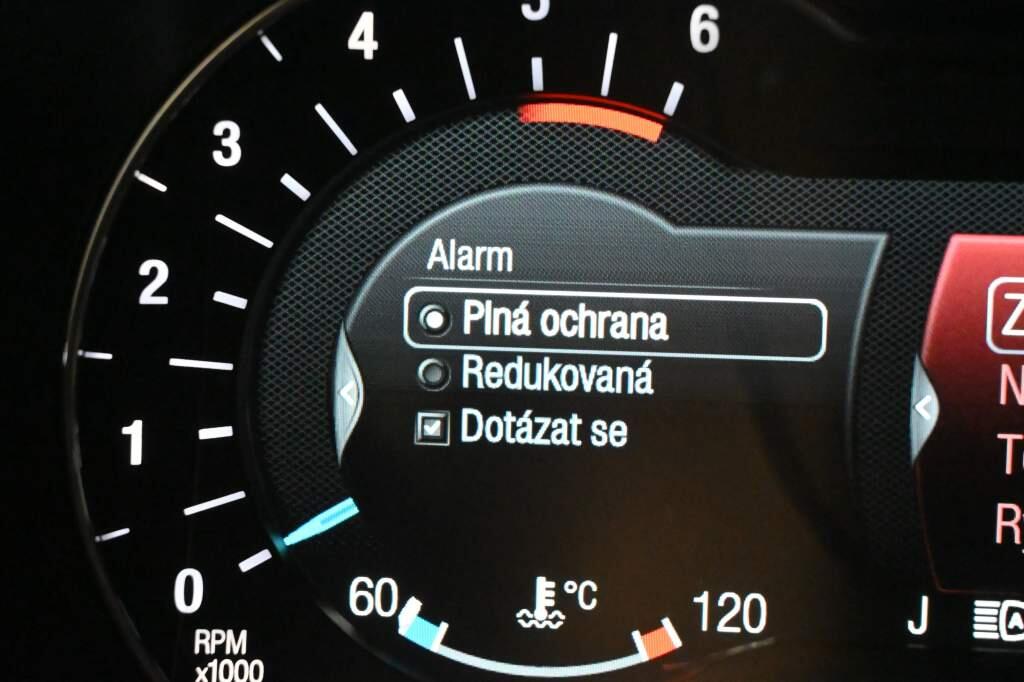 4
5
6
3
2
1
0
RPM
x1000
Alarm
Plná ochrana
Redukovaná
Dotázat se
60
°C
120
J
A
Z
N